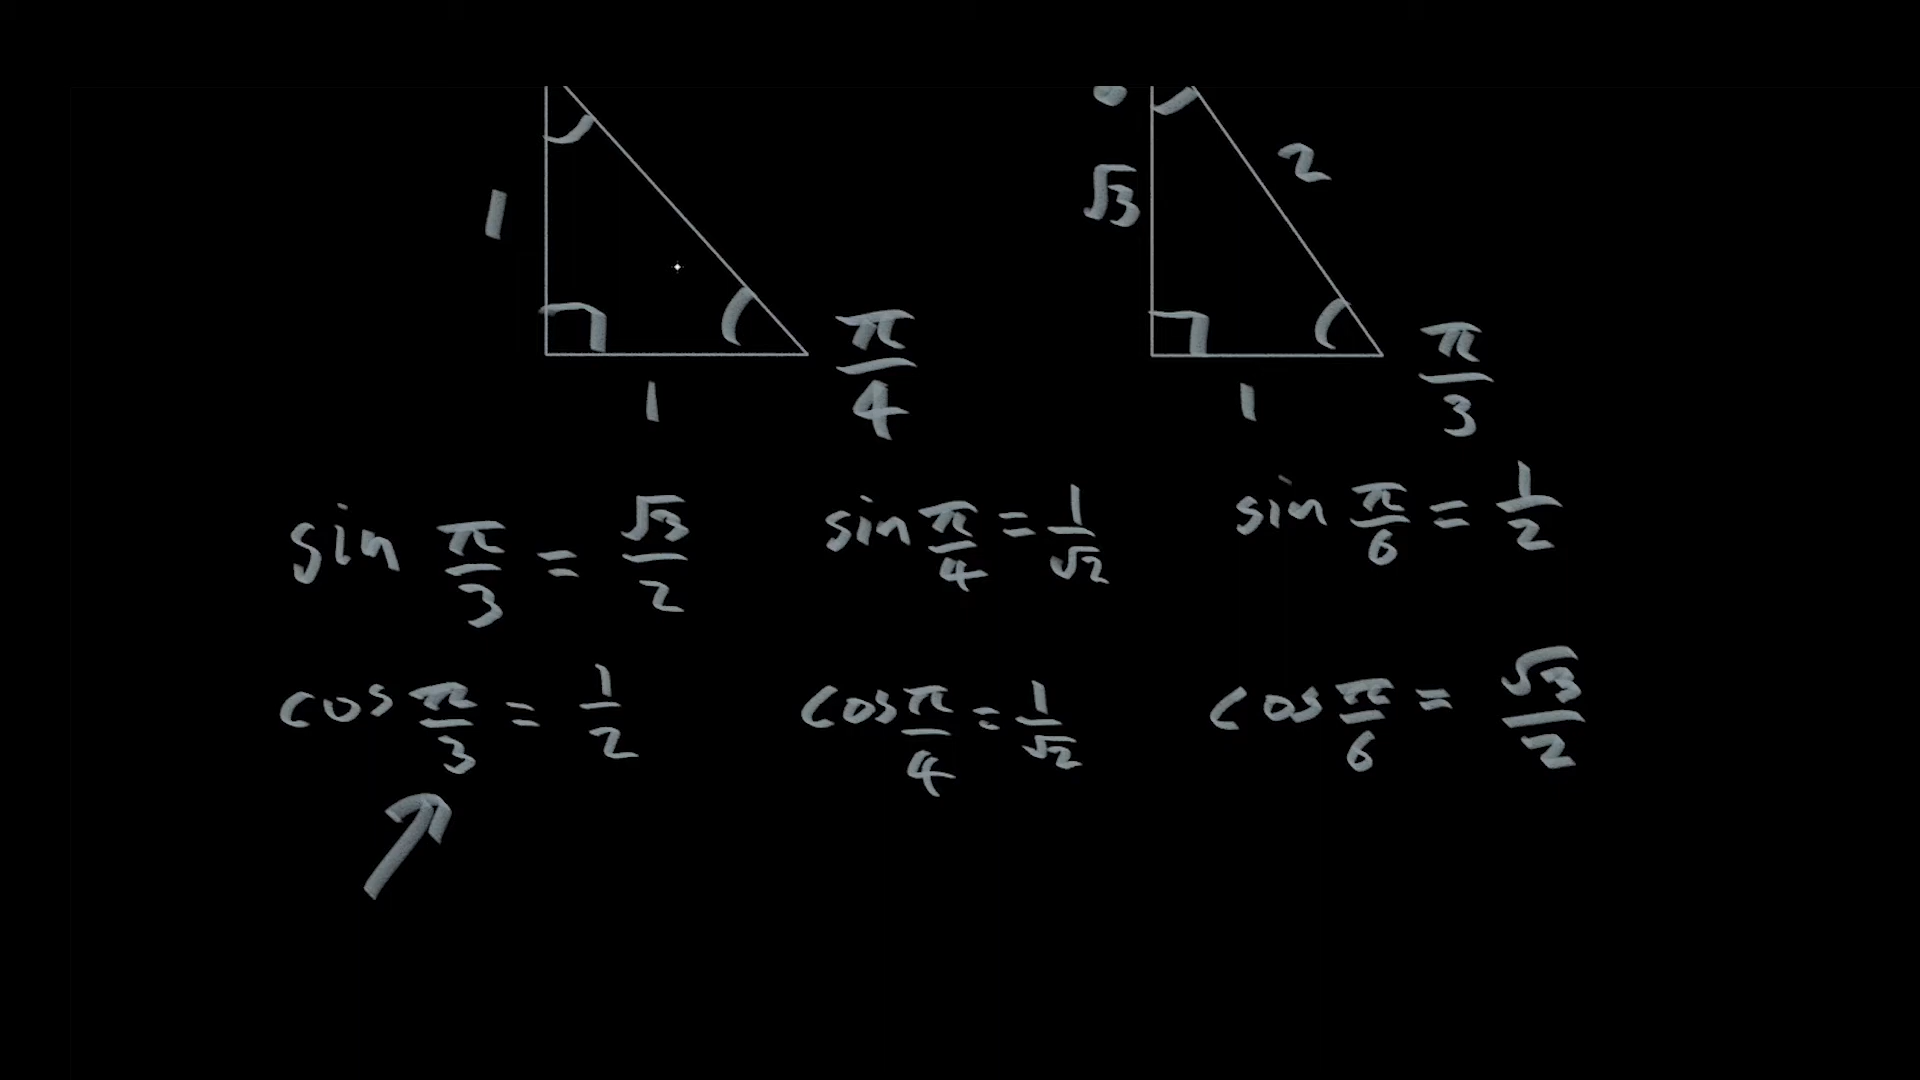 √3 2
1
π/4 π/3
1 1
sin π/3 = √3/2 sin π/4 = 1/√2 sin π/6 = 1/2
cos π/3 = 1/2 cos π/4 = 1/√2 cos π/6 = √3/2